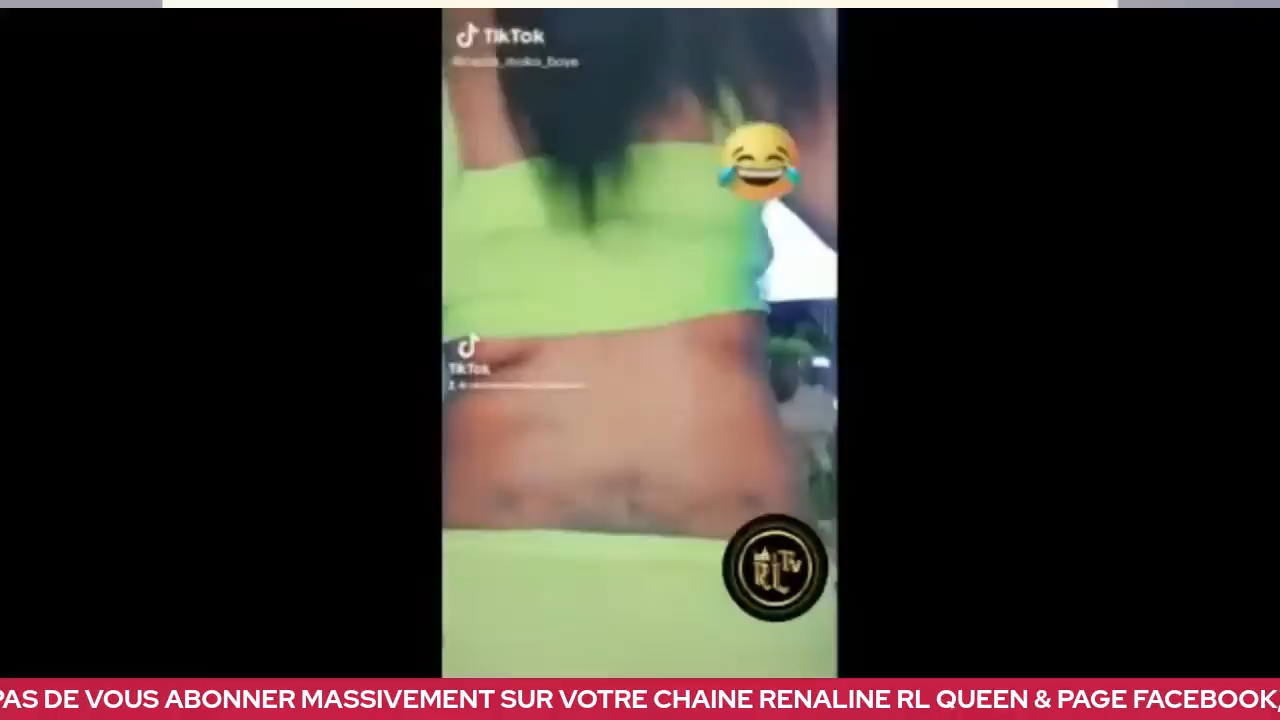 TikTok
TikTok
RL Tv
PAS DE VOUS ABONNER MASSIVEMENT SUR VOTRE CHAINE RENALINE RL QUEEN & PAGE FACEBOOK,